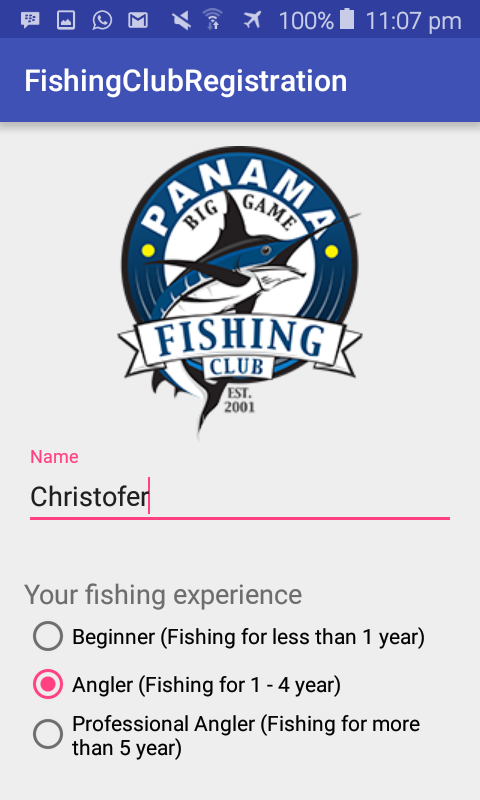 100% 11:07 pm
FishingClubRegistration
PANAMA
BIG GAME
FISHING
CLUB
EST.
2001
Name
Christofer
Your fishing experience
Beginner (Fishing for less than 1 year)
Angler (Fishing for 1 - 4 year)
Professional Angler (Fishing for more
than 5 year)